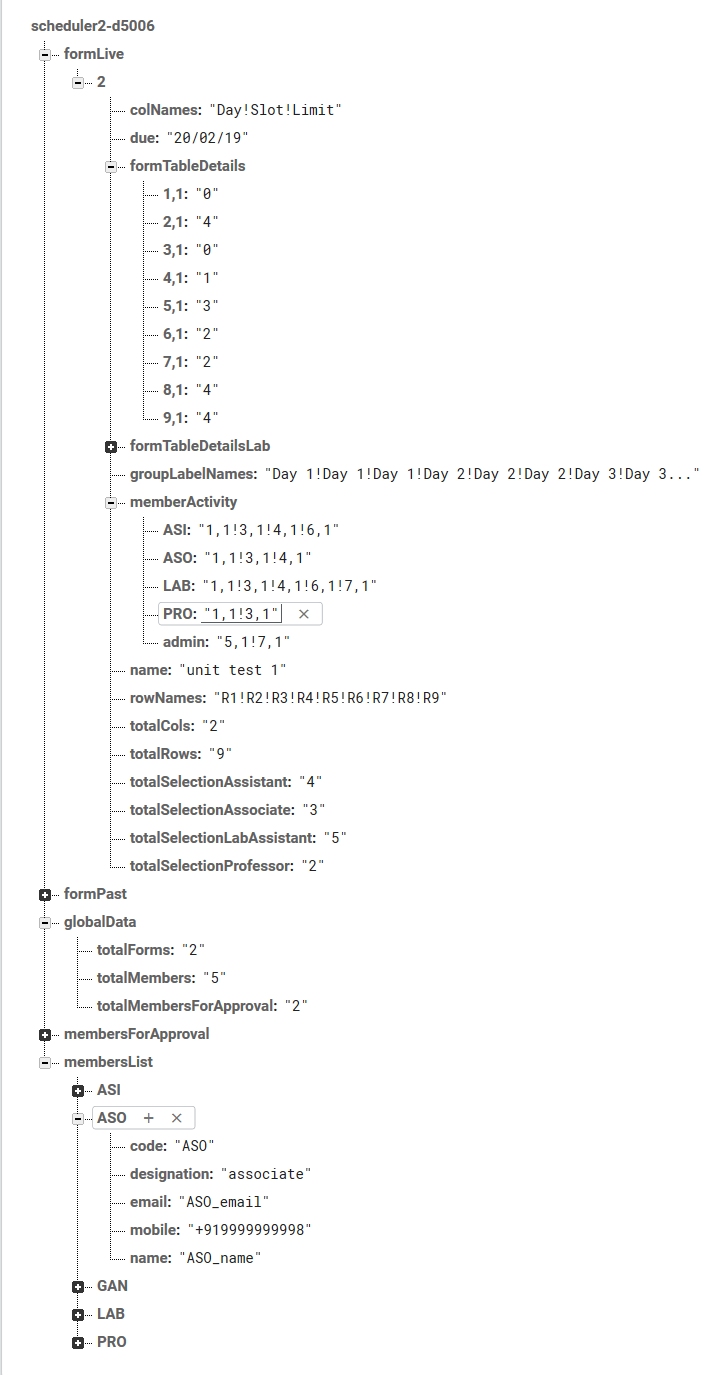 scheduler2-d5006
formLive
2
colNames: "Day!Slot!Limit"
due: "20/02/19"
formTableDetails
1,1: "0"
2,1: "4"
3,1: "0"
4,1: "1"
5,1: "3"
6,1: "2"
7,1: "2"
8,1: "4"
9,1: "4"
formTableDetailsLab
groupLabelNames: "Day 1!Day 1!Day 1!Day 2!Day 2!Day 2!Day 3!Day 3..."
memberActivity
ASI: "1,1!3,1!4,1!6,1"
ASO: "1,1!3,1!4,1"
LAB: "1,1!3,1!4,1!6,1!7,1"
PRO: "1,1!3,1"
admin: "5,1!7,1"
name: "unit test 1"
rowNames: "R1!R2!R3!R4!R5!R6!R7!R8!R9"
totalCols: "2"
totalRows: "9"
totalSelectionAssistant: "4"
totalSelectionAssociate: "3"
totalSelectionLabAssistant: "5"
totalSelectionProfessor: "2"
formPast
globalData
totalForms: "2"
totalMembers: "5"
totalMembersForApproval: "2"
membersForApproval
membersList
ASI
ASO
code: "ASO"
designation: "associate"
email: "ASO_email"
mobile: "+919999999998"
name: "ASO_name"
GAN
LAB
PRO